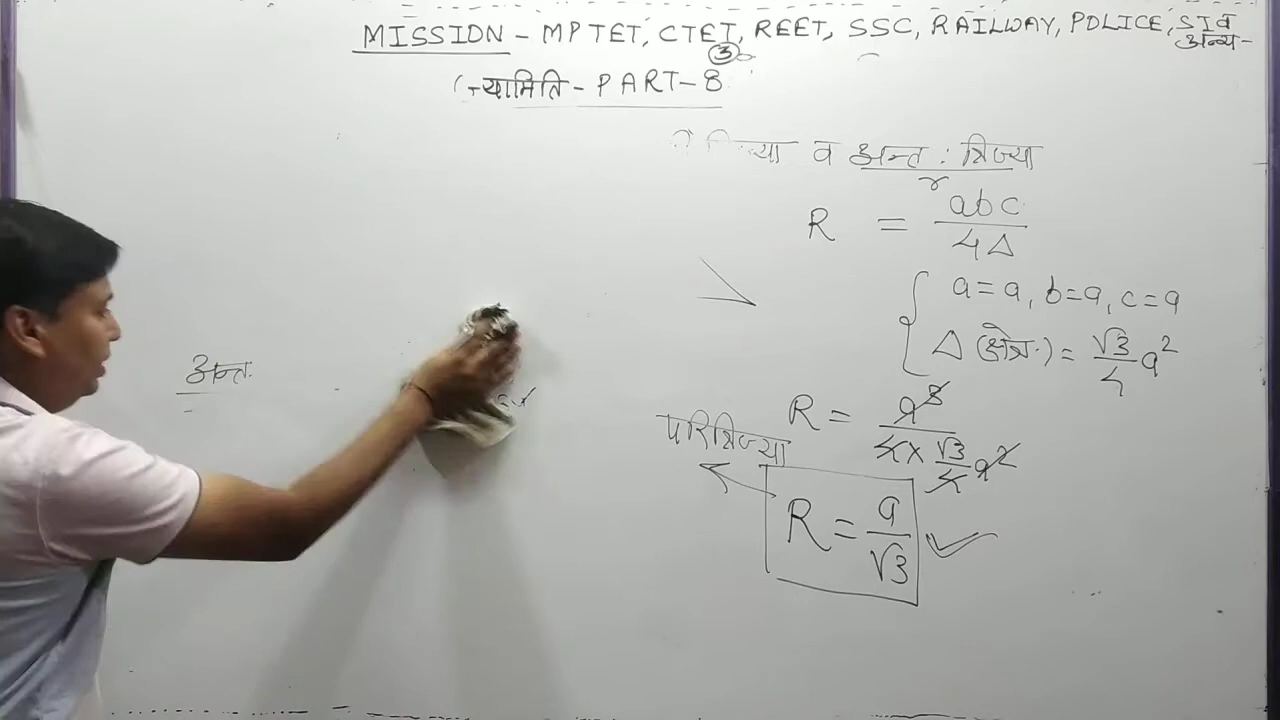 MISSION - MPTET, CTET, REET, SSC, RAILWAY, POLICE, SI व
अन्य -
③
ज्यामिति - PART-8
त्रिज्या व अन्त : त्रिज्या
r
R = abc / 4Δ
a = a, b = a, c = a
Δ (क्षेत्र.) = √3/4 a²
R = a³ / 4 × √3/4 a²
परित्रिज्या
R = a/√3
अन्तः